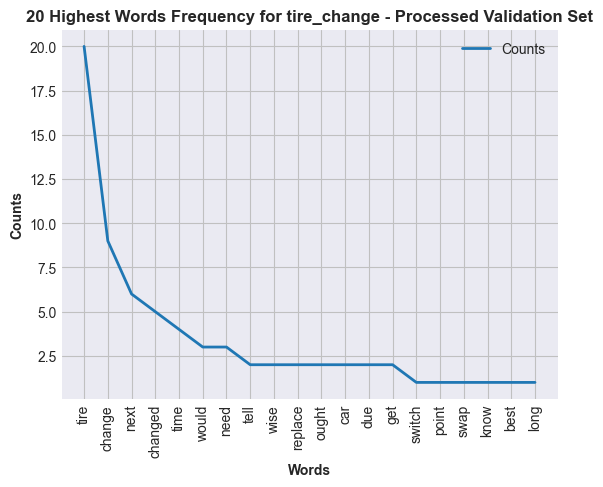 20 Highest Words Frequency for tire_change - Processed Validation Set
Counts
20.0
17.5
15.0
12.5
10.0
7.5
5.0
2.5
Counts
tire
change
next
changed
time
would
need
tell
wise
replace
ought
car
due
get
switch
point
swap
know
best
long
Words